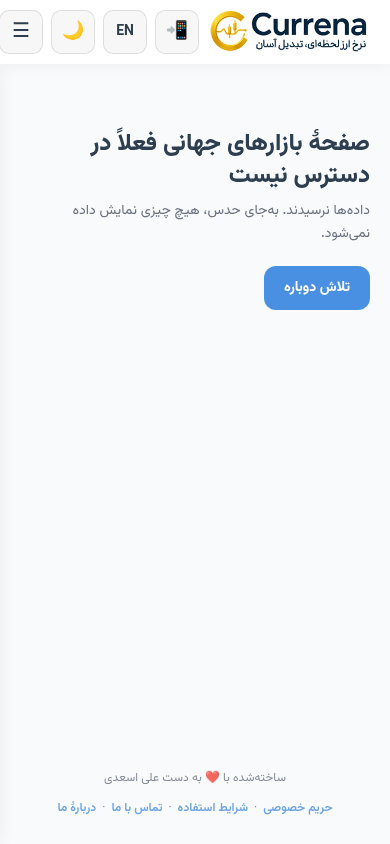 Currena
نرخ ارز لحظه‌ای، تبدیل آسان
EN
صفحهٔ بازارهای جهانی فعلاً در
دسترس نیست
داده‌ها نرسیدند. به‌جای حدس، هیچ چیزی نمایش داده
نمی‌شود.
تلاش دوباره
ساخته‌شده با ❤️ به دست علی اسعدی
حریم خصوصی · شرایط استفاده · تماس با ما · دربارهٔ ما